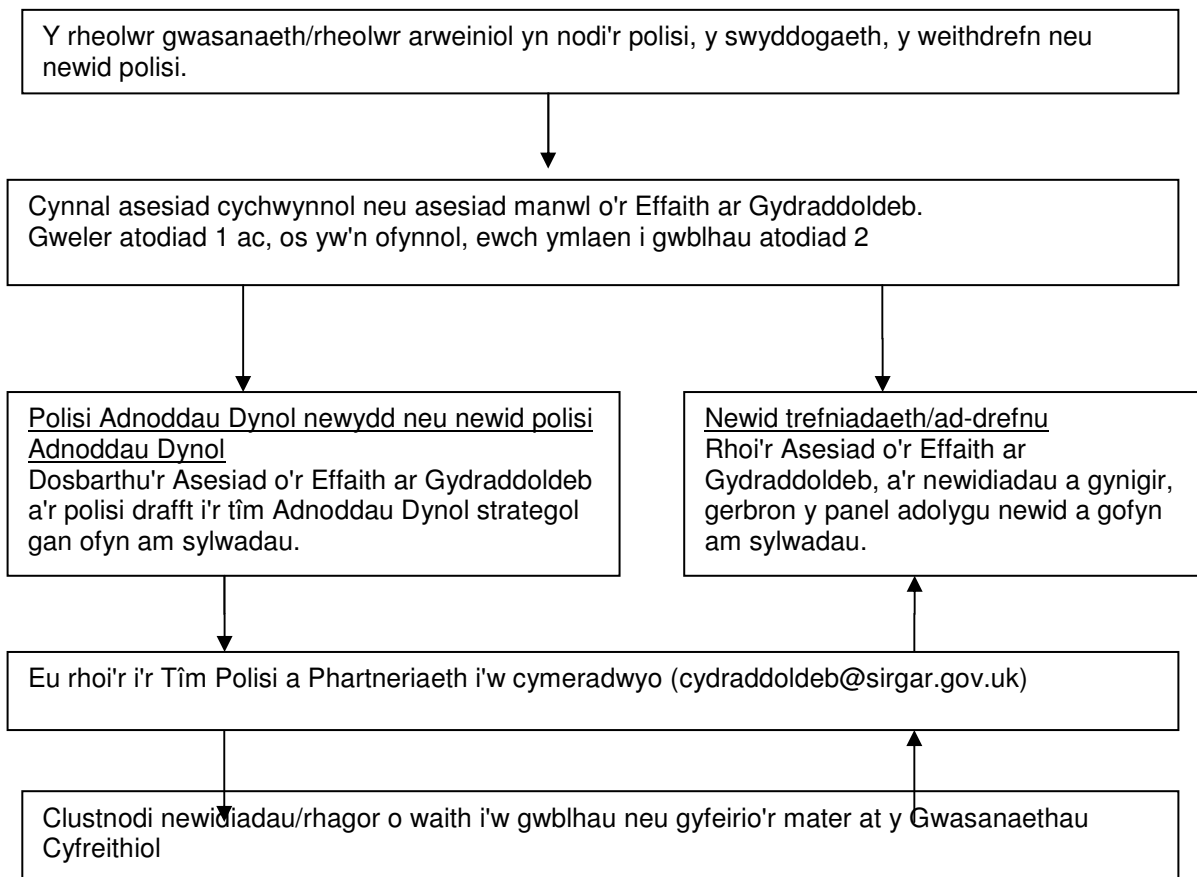 Y rheolwr gwasanaeth/rheolwr arweiniol yn nodi'r polisi, y swyddogaeth, y weithdrefn neu
newid polisi.
Cynnal asesiad cychwynnol neu asesiad manwl o'r Effaith ar Gydraddoldeb.
Gweler atodiad 1 ac, os yw'n ofynnol, ewch ymlaen i gwblhau atodiad 2
Polisi Adnoddau Dynol newydd neu newid polisi
Adnoddau Dynol
Dosbarthu'r Asesiad o'r Effaith ar Gydraddoldeb
a'r polisi drafft i'r tîm Adnoddau Dynol strategol
gan ofyn am sylwadau.
Newid trefniadaeth/ad-drefnu
Rhoi'r Asesiad o'r Effaith ar
Gydraddoldeb, a'r newidiadau a gynigir,
gerbron y panel adolygu newid a gofyn
am sylwadau.
Eu rhoi'r i'r Tîm Polisi a Phartneriaeth i'w cymeradwyo (cydraddoldeb@sirgar.gov.uk)
Clustnodi newidiadau/rhagor o waith i'w gwblhau neu gyfeirio'r mater at y Gwasanaethau
Cyfreithiol